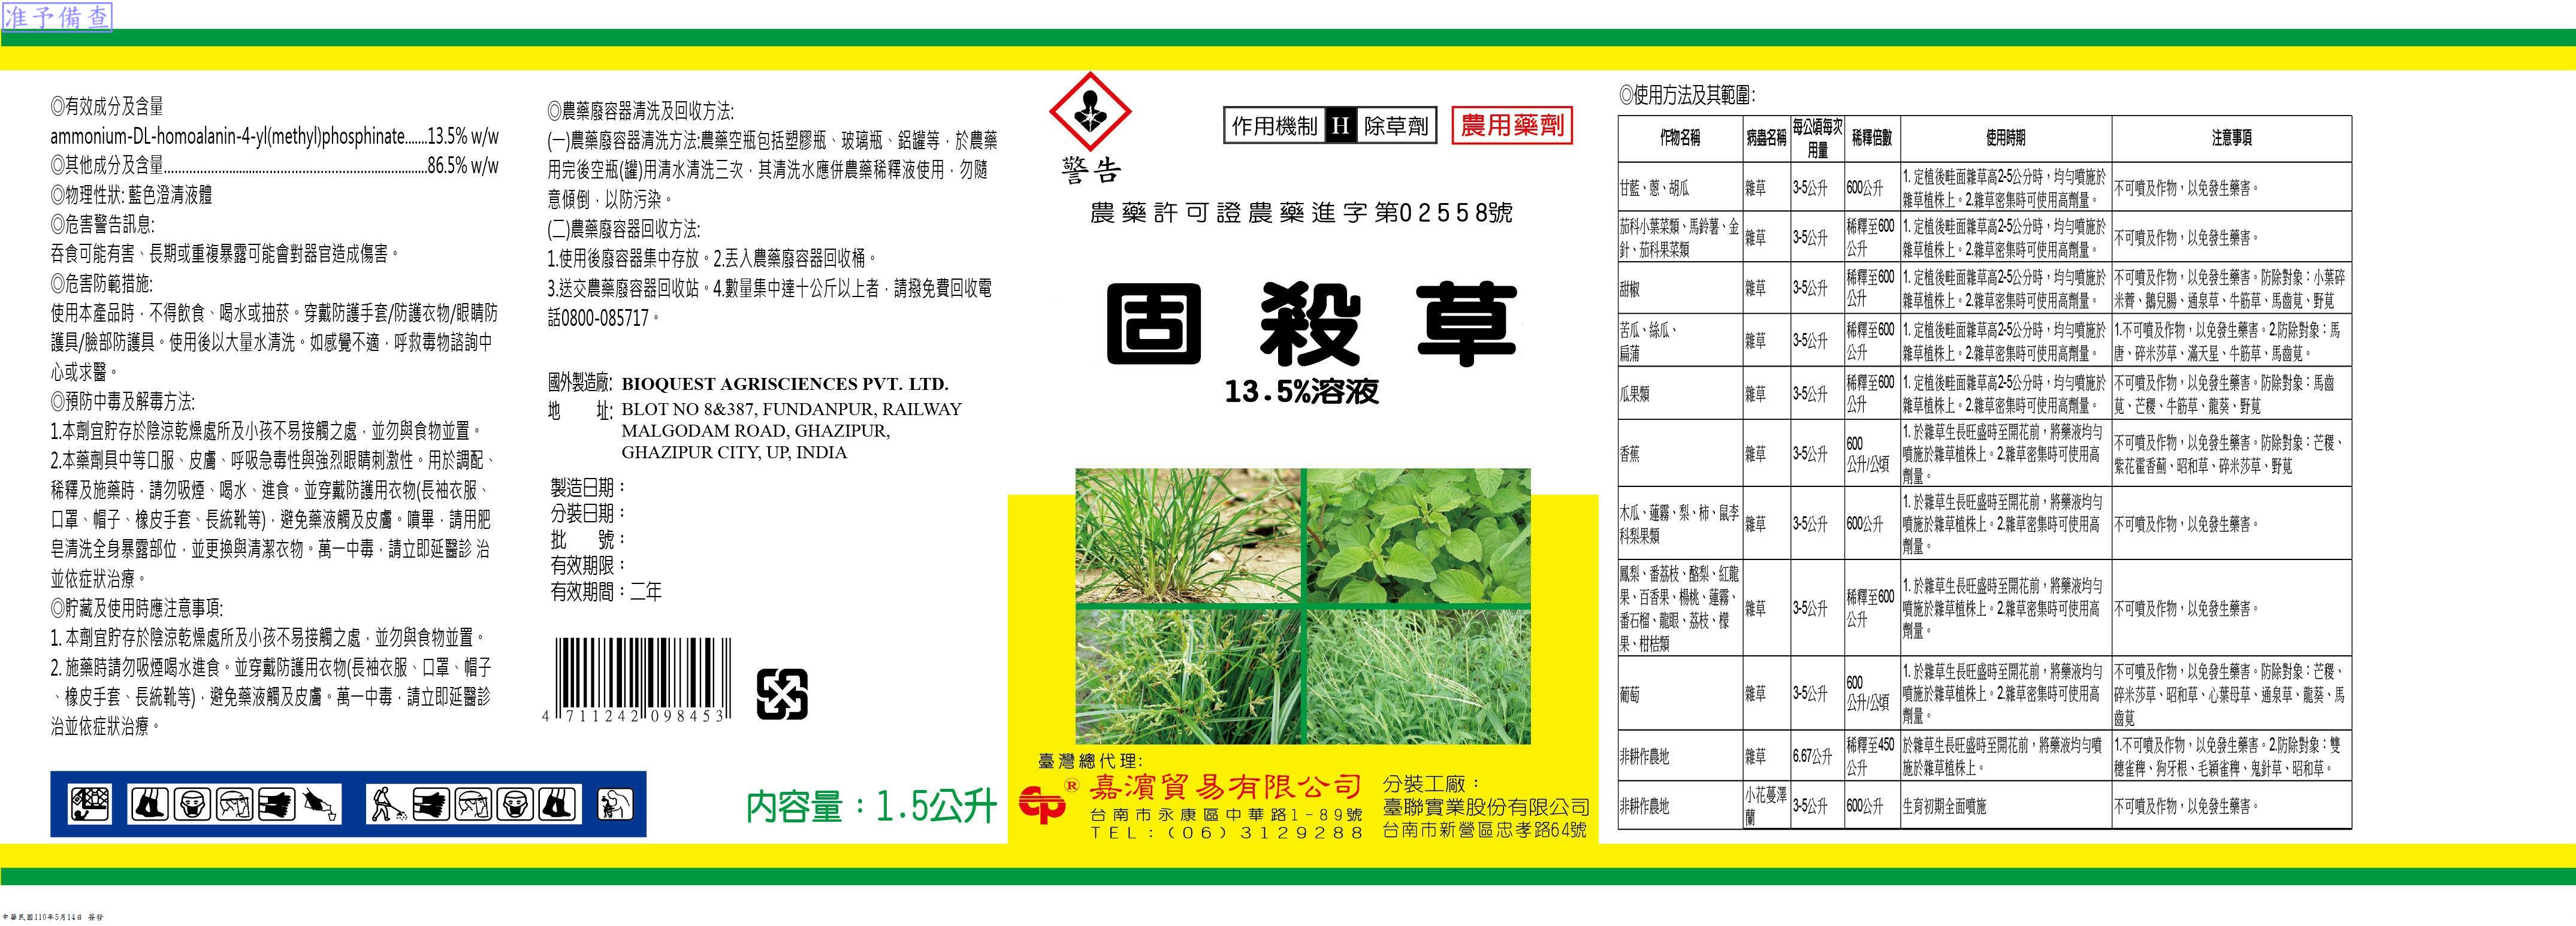 准予備查
◎有效成分及含量
ammonium-DL-homoalanin-4-yl(methyl)phosphinate.......13.5% w/w
◎其他成分及含量.........................................................................86.5% w/w
◎物理性狀: 藍色澄清液體
◎危害警告訊息:
吞食可能有害、長期或重複暴露可能會對器官造成傷害。
◎危害防範措施:
使用本產品時，不得飲食、喝水或抽菸。穿戴防護手套/防護衣物/眼睛防
護具/臉部防護具。使用後以大量水清洗。如感覺不適，呼救毒物諮詢中
心或求醫。
◎預防中毒及解毒方法:
1.本劑宜貯存於陰涼乾燥處所及小孩不易接觸之處，並勿與食物並置。
2.本藥劑具中等口服、皮膚、呼吸急毒性與強烈眼睛刺激性。用於調配、
稀釋及施藥時，請勿吸煙、喝水、進食。並穿戴防護用衣物(長袖衣服、
口罩、帽子、橡皮手套、長統靴等)，避免藥液觸及皮膚。噴畢，請用肥
皂清洗全身暴露部位，並更換與清潔衣物。萬一中毒，請立即延醫診 治
並依症狀治療。
◎貯藏及使用時應注意事項:
1. 本劑宜貯存於陰涼乾燥處所及小孩不易接觸之處，並勿與食物並置。
2. 施藥時請勿吸煙喝水進食。並穿戴防護用衣物(長袖衣服、口罩、帽子
、橡皮手套、長統靴等)，避免藥液觸及皮膚。萬一中毒，請立即延醫診
治並依症狀治療。
◎農藥廢容器清洗及回收方法:
(一)農藥廢容器清洗方法:農藥空瓶包括塑膠瓶、玻璃瓶、鋁罐等，於農藥
用完後空瓶(罐)用清水清洗三次，其清洗水應併農藥稀釋液使用，勿隨
意傾倒，以防污染。
(二)農藥廢容器回收方法:
1.使用後廢容器集中存放。2.丟入農藥廢容器回收桶。
3.送交農藥廢容器回收站。4.數量集中達十公斤以上者，請撥免費回收電
話0800-085717。
國外製造廠: BIOQUEST AGRISCIENCES PVT. LTD.
地 址: BLOT NO 8&387, FUNDANPUR, RAILWAY
MALGODAM ROAD, GHAZIPUR,
GHAZIPUR CITY, UP, INDIA
製造日期：
分裝日期：
批 號：
有效期限：
有效期間：二年
4 711242 098453
內容量：1.5公升
警告
作用機制 H 除草劑
農用藥劑
農藥許可證農藥進字第02558號
固殺草
13.5%溶液
臺灣總代理:
CP ® 嘉濱貿易有限公司
台南市永康區中華路1-89號
TEL:(06)3129288
分裝工廠：
臺聯實業股份有限公司
台南市新營區忠孝路64號
◎使用方法及其範圍:
作物名稱 病蟲名稱 每公頃每次用量 稀釋倍數 使用時期 注意事項
甘藍、蔥、胡瓜 雜草 3-5公升 600公升 1. 定植後畦面雜草高2-5公分時，均勻噴施於雜草植株上。2.雜草密集時可使用高劑量。 不可噴及作物，以免發生藥害。
茄科小葉菜類、馬鈴薯、金針、茄科果菜類 雜草 3-5公升 稀釋至600公升 1. 定植後畦面雜草高2-5公分時，均勻噴施於雜草植株上。2.雜草密集時可使用高劑量。 不可噴及作物，以免發生藥害。
甜椒 雜草 3-5公升 稀釋至600公升 1. 定植後畦面雜草高2-5公分時，均勻噴施於雜草植株上。2.雜草密集時可使用高劑量。 不可噴及作物，以免發生藥害。防除對象：小葉碎米薺、鵝兒腸、通泉草、牛筋草、馬齒莧、野莧
苦瓜、絲瓜、扁蒲 雜草 3-5公升 稀釋至600公升 1. 定植後畦面雜草高2-5公分時，均勻噴施於雜草植株上。2.雜草密集時可使用高劑量。 1.不可噴及作物，以免發生藥害。2.防除對象：馬唐、碎米莎草、滿天星、牛筋草、馬齒莧。
瓜果類 雜草 3-5公升 稀釋至600公升 1. 定植後畦面雜草高2-5公分時，均勻噴施於雜草植株上。2.雜草密集時可使用高劑量。 不可噴及作物，以免發生藥害。防除對象：馬齒莧、芒稷、牛筋草、龍葵、野莧
香蕉 雜草 3-5公升 600公升/公頃 1. 於雜草生長旺盛時至開花前，將藥液均勻噴施於雜草植株上。2.雜草密集時可使用高劑量。 不可噴及作物，以免發生藥害。防除對象：芒稷、紫花霍香薊、昭和草、碎米莎草、野莧
木瓜、蓮霧、梨、柿、鼠李科梨果類 雜草 3-5公升 600公升 1. 於雜草生長旺盛時至開花前，將藥液均勻噴施於雜草植株上。2.雜草密集時可使用高劑量。 不可噴及作物，以免發生藥害。
鳳梨、番荔枝、酪梨、紅龍果、百香果、楊桃、蓮霧、番石榴、龍眼、荔枝、檬果、柑桔類 雜草 3-5公升 稀釋至600公升 1. 於雜草生長旺盛時至開花前，將藥液均勻噴施於雜草植株上。2.雜草密集時可使用高劑量。 不可噴及作物，以免發生藥害。
葡萄 雜草 3-5公升 600公升/公頃 1. 於雜草生長旺盛時至開花前，將藥液均勻噴施於雜草植株上。2.雜草密集時可使用高劑量。 不可噴及作物，以免發生藥害。防除對象：芒稷、碎米莎草、昭和草、心葉母草、通泉草、龍葵、馬齒莧
非耕作農地 雜草 6.67公升 稀釋至450公升 於雜草生長旺盛時至開花前，將藥液均勻噴施於雜草植株上。 1.不可噴及作物，以免發生藥害。2.防除對象：雙穗雀稗、狗牙根、毛穎雀稗、鬼針草、昭和草。
非耕作農地 小花蔓澤蘭 3-5公升 600公升 生育初期全面噴施 不可噴及作物，以免發生藥害。
中華民國110年5月14日 簽發